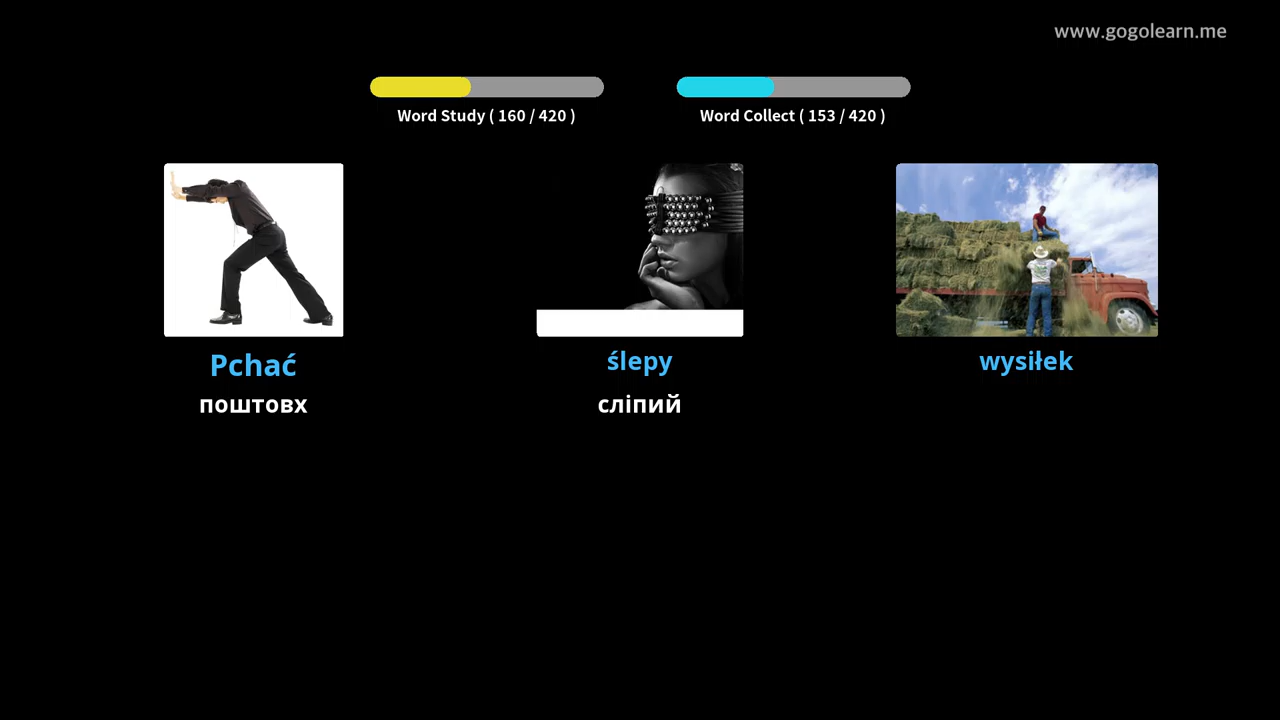 www.gogolearn.me
Word Study ( 160 / 420 )
Word Collect ( 153 / 420 )
Pchać
ślepy
wysiłek
поштовх
сліпий